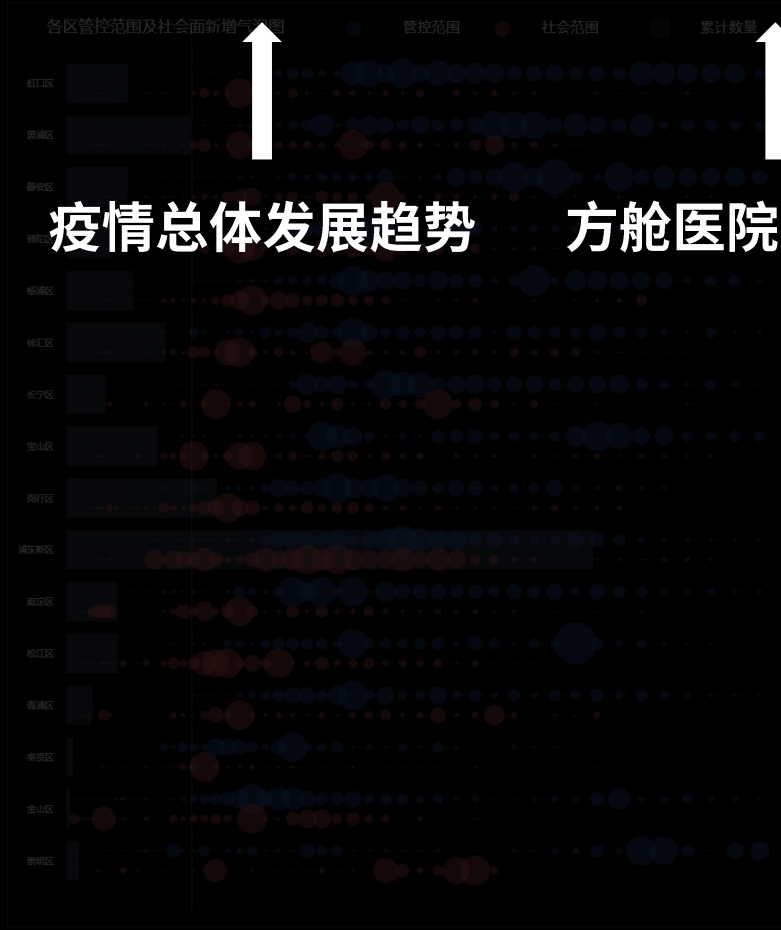 各区管控范围及社会面新增气泡图 管控范围 社会范围 累计数量
虹口区
黄浦区
静安区
疫情总体发展趋势 方舱医院
普陀区
杨浦区
徐汇区
长宁区
宝山区
闵行区
浦东新区
嘉定区
松江区
青浦区
奉贤区
金山区
崇明区